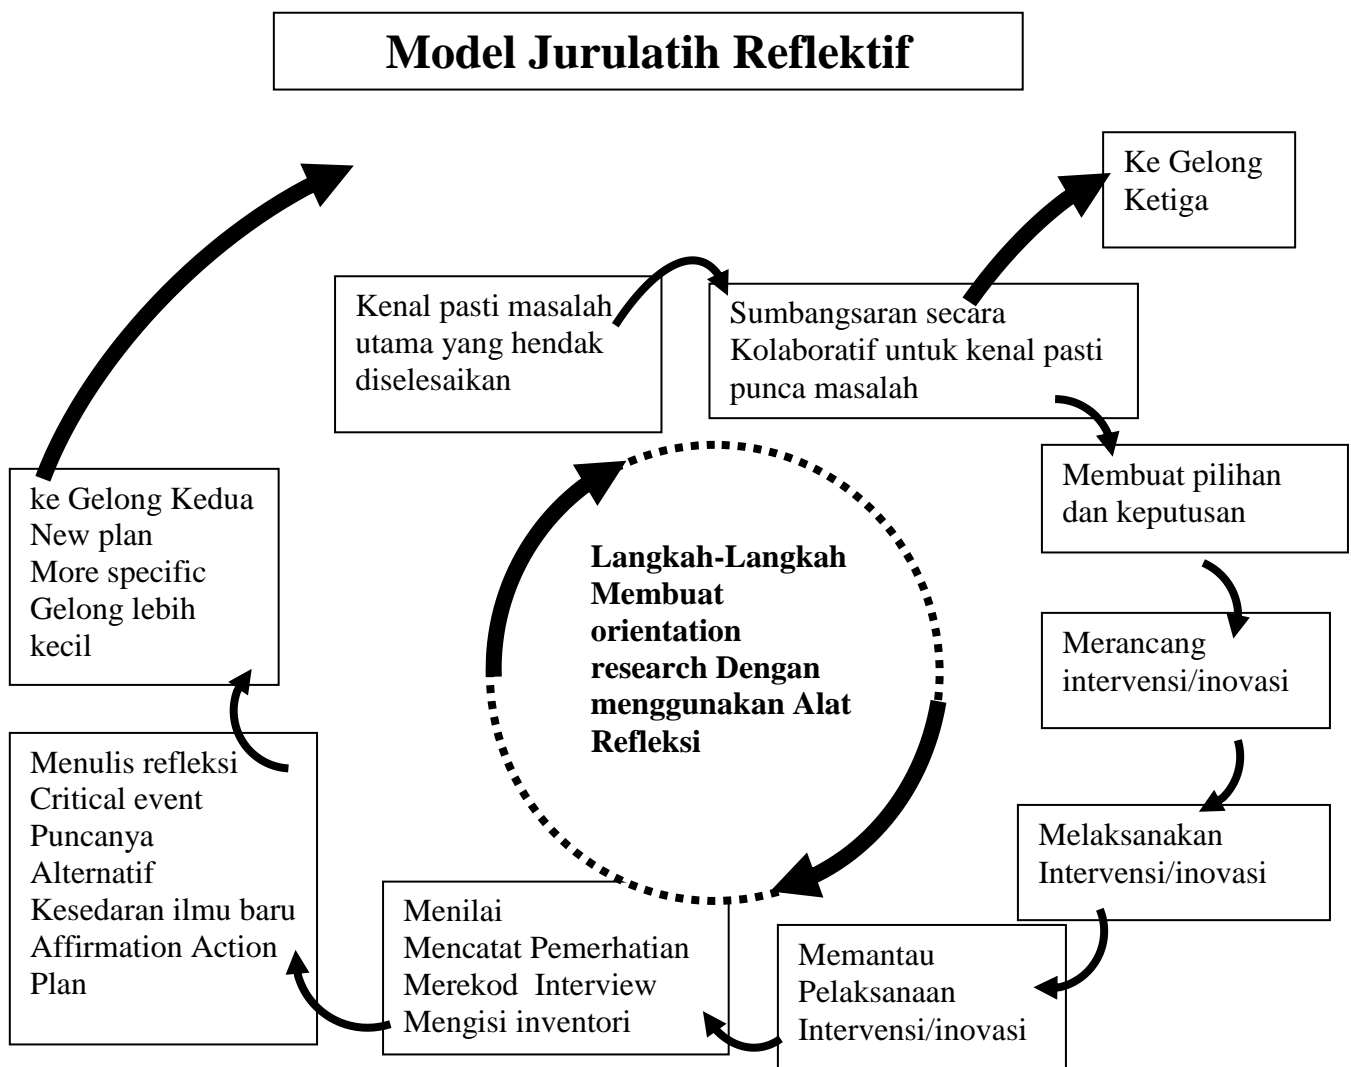 Model Jurulatih Reflektif
Ke Gelong
Ketiga
Kenal pasti masalah
utama yang hendak
diselesaikan
Sumbangsaran secara
Kolaboratif untuk kenal pasti
punca masalah
Membuat pilihan
dan keputusan
Merancang
intervensi/inovasi
Melaksanakan
Intervensi/inovasi
Memantau
Pelaksanaan
Intervensi/inovasi
Menilai
Mencatat Pemerhatian
Merekod  Interview
Mengisi inventori
Menulis refleksi
Critical event
Puncanya
Alternatif
Kesedaran ilmu baru
Affirmation Action
Plan
ke Gelong Kedua
New plan
More specific
Gelong lebih
kecil
Langkah-Langkah
Membuat
orientation
research Dengan
menggunakan Alat
Refleksi